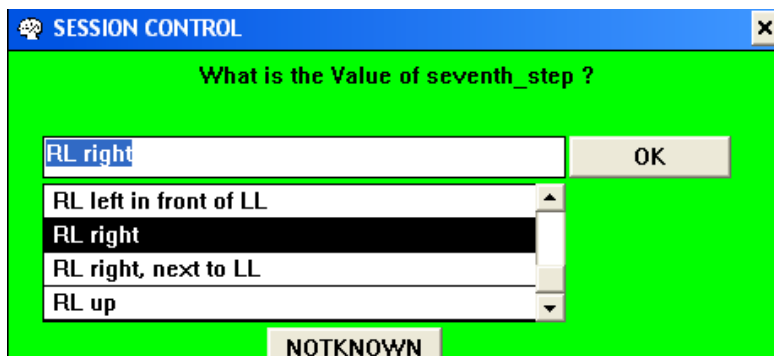 SESSION CONTROL
What is the Value of seventh_step ?
RL right
OK
RL left in front of LL
RL right
RL right, next to LL
RL up
NOTKNOWN